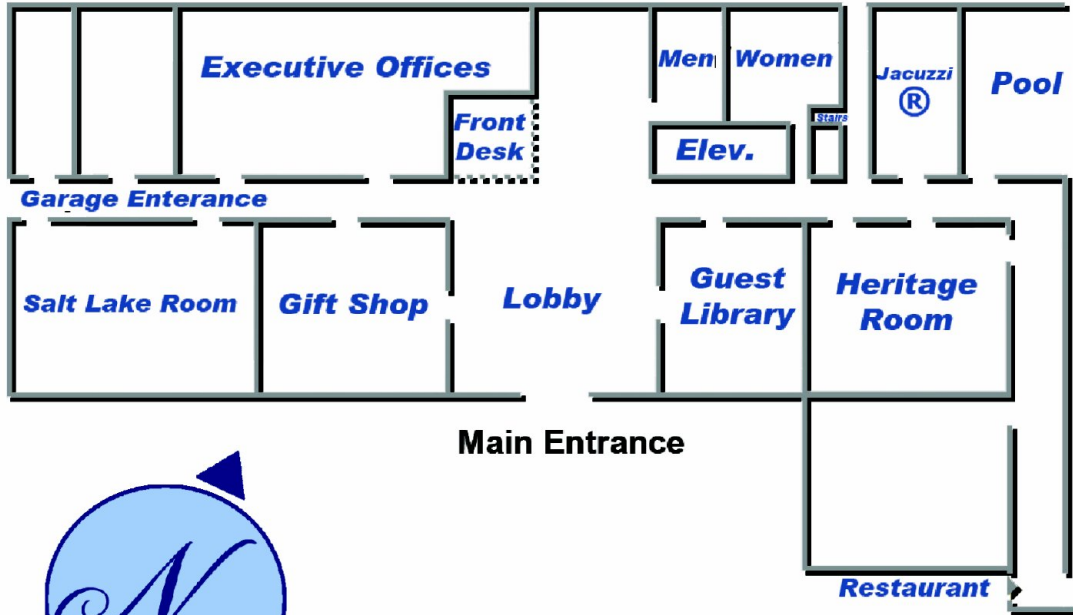 Executive Offices
Men
Women
Jacuzzi
®
Pool
Front
Desk
Stairs
Elev.
Garage Enterance
Salt Lake Room
Gift Shop
Lobby
Guest
Library
Heritage
Room
Main Entrance
N
Restaurant